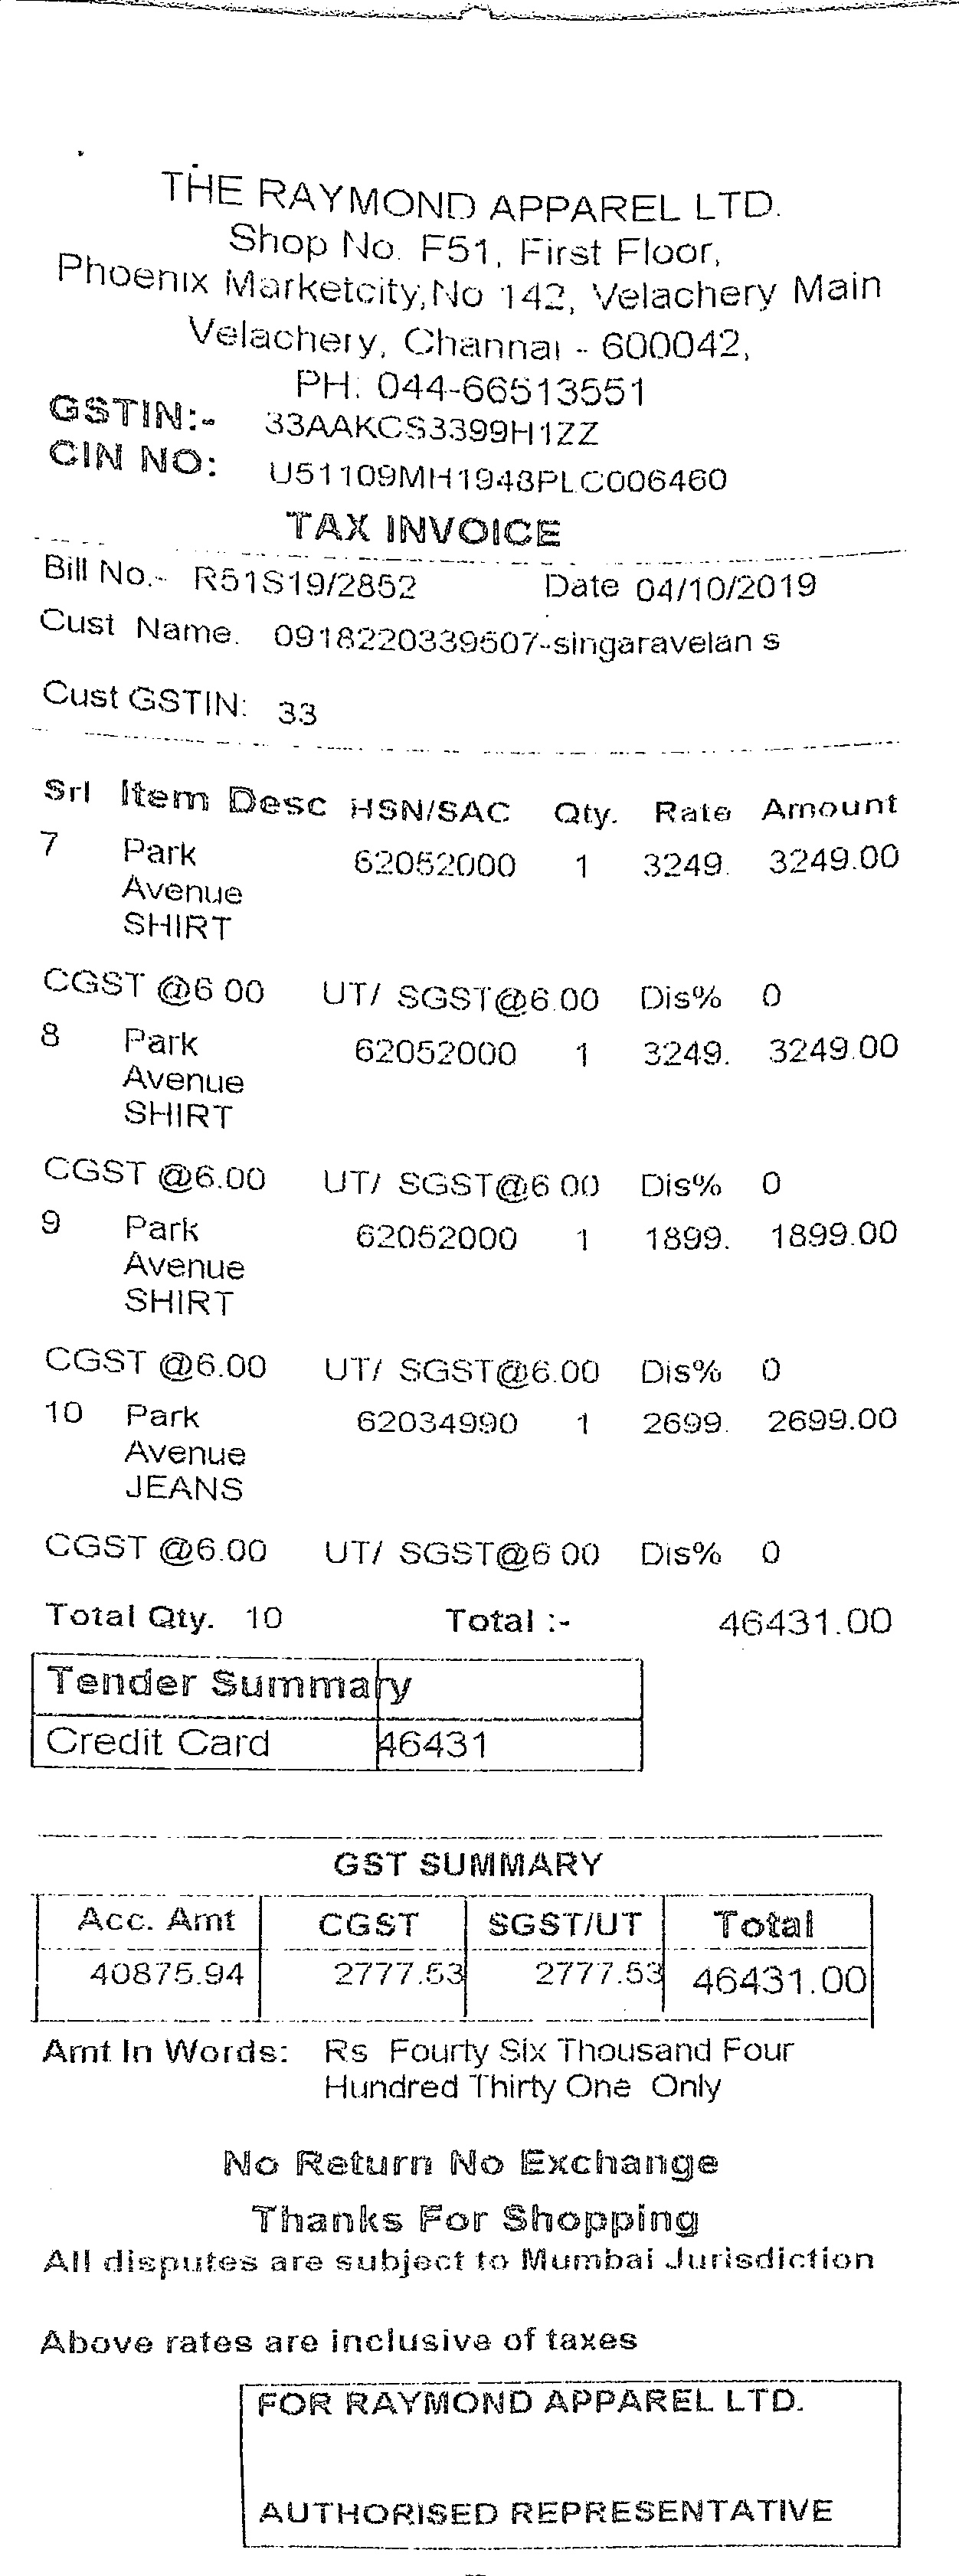 THE RAYMOND APPAREL LTD.
Shop No. F51, First Floor,
Phoenix Marketcity,No 142, Velachery Main
Velachery, Channai - 600042,
PH: 044-66513551
GSTIN:- 33AAKCS3399H1ZZ
CIN NO: U51109MH1948PLC006460
TAX INVOICE
Bill No.- R51S19/2852 Date 04/10/2019
Cust Name. 0918220339507-singaravelan s
Cust GSTIN: 33
Srl Item Desc HSN/SAC Qty. Rate Amount
7 Park 62052000 1 3249. 3249.00
Avenue
SHIRT
CGST @6.00 UT/ SGST@6.00 Dis% 0
8 Park 62052000 1 3249. 3249.00
Avenue
SHIRT
CGST @6.00 UT/ SGST@6.00 Dis% 0
9 Park 62052000 1 1899. 1899.00
Avenue
SHIRT
CGST @6.00 UT/ SGST@6.00 Dis% 0
10 Park 62034990 1 2699. 2699.00
Avenue
JEANS
CGST @6.00 UT/ SGST@6.00 Dis% 0
Total Qty. 10 Total :- 46431.00
Tender Summary
Credit Card 46431
GST SUMMARY
Acc. Amt CGST SGST/UT Total
40875.94 2777.53 2777.53 46431.00
Amt In Words: Rs Fourty Six Thousand Four
Hundred Thirty One Only
No Return No Exchange
Thanks For Shopping
All disputes are subject to Mumbai Jurisdiction
Above rates are inclusive of taxes
FOR RAYMOND APPAREL LTD.
AUTHORISED REPRESENTATIVE